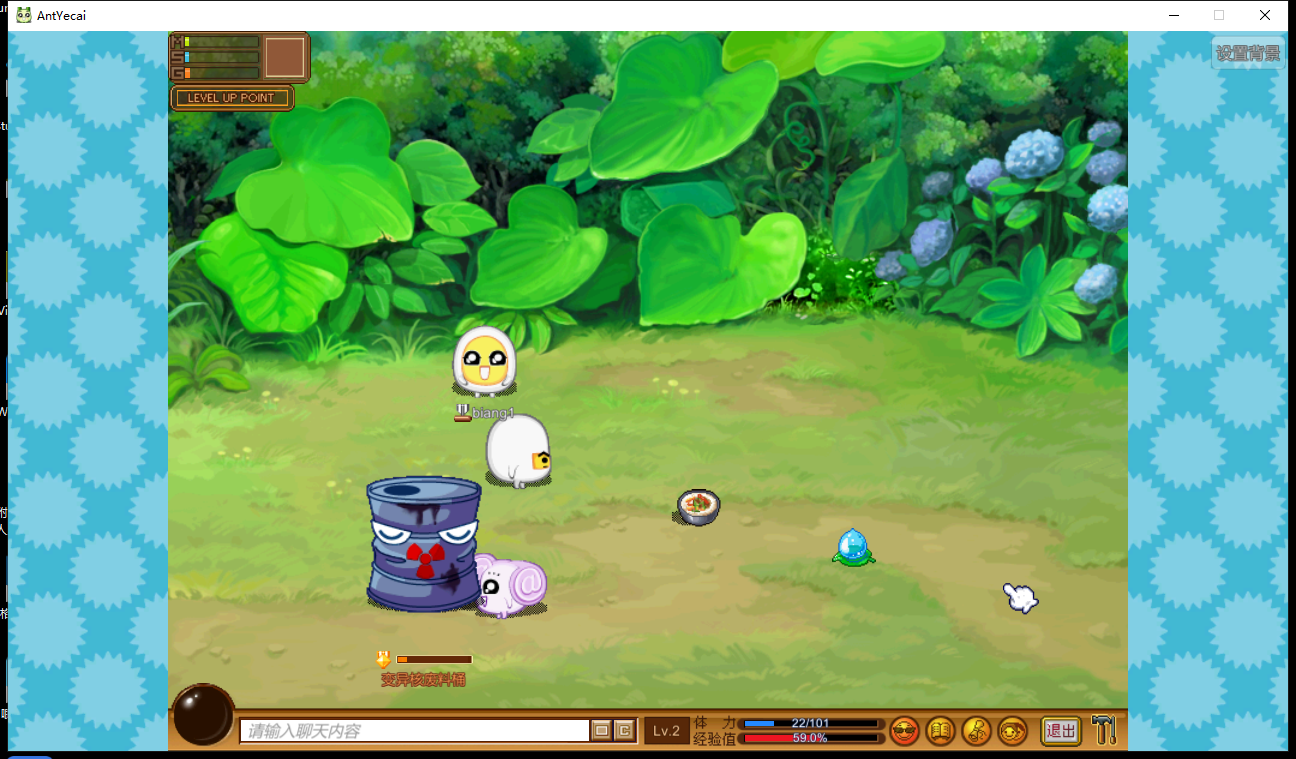 AntYecai
设置背景
M
S
G
LEVEL UP POINT
biang1
@
变异核废料桶
请输入聊天内容
C
Lv.2
体 力
22/101
经验值
59.0%
退出